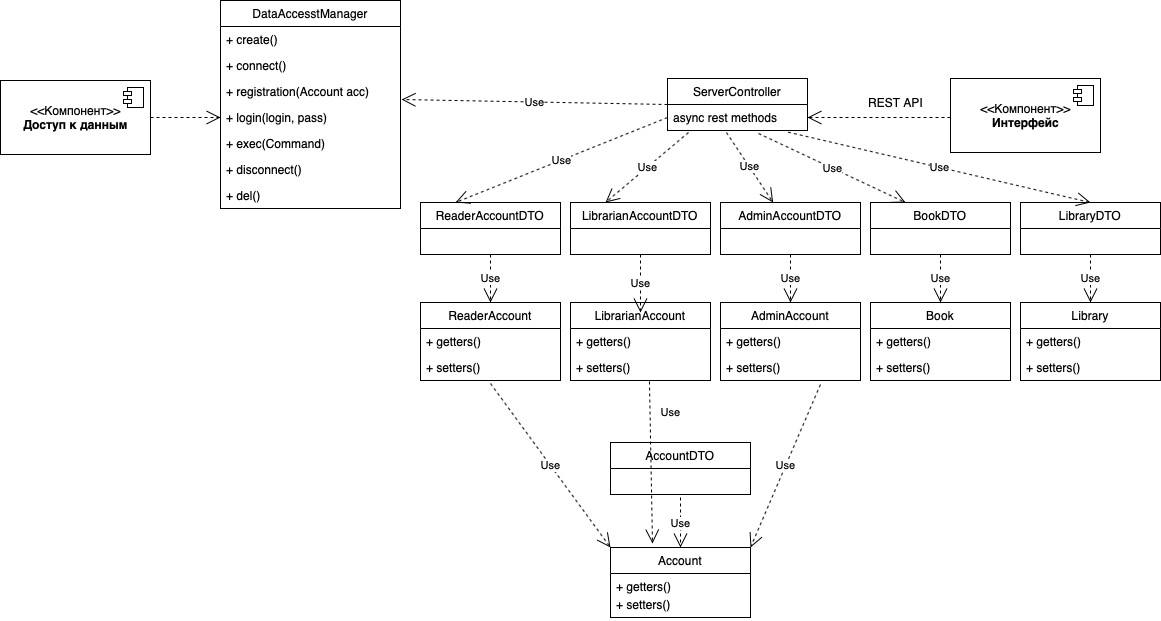 DataAccesstManager
+ create()
+ connect()
+ registration(Account acc)
+ login(login, pass)
+ exec(Command)
+ disconnect()
+ del()
<<Компонент>>
Доступ к данным
Use
ServerController
async rest methods
REST API
<<Компонент>>
Интерфейс
Use
Use
Use
Use
Use
ReaderAccountDTO
LibrarianAccountDTO
AdminAccountDTO
BookDTO
LibraryDTO
Use
Use
Use
Use
Use
ReaderAccount
+ getters()
+ setters()
LibrarianAccount
+ getters()
+ setters()
AdminAccount
+ getters()
+ setters()
Book
+ getters()
+ setters()
Library
+ getters()
+ setters()
Use
Use
Use
AccountDTO
Use
Account
+ getters()
+ setters()